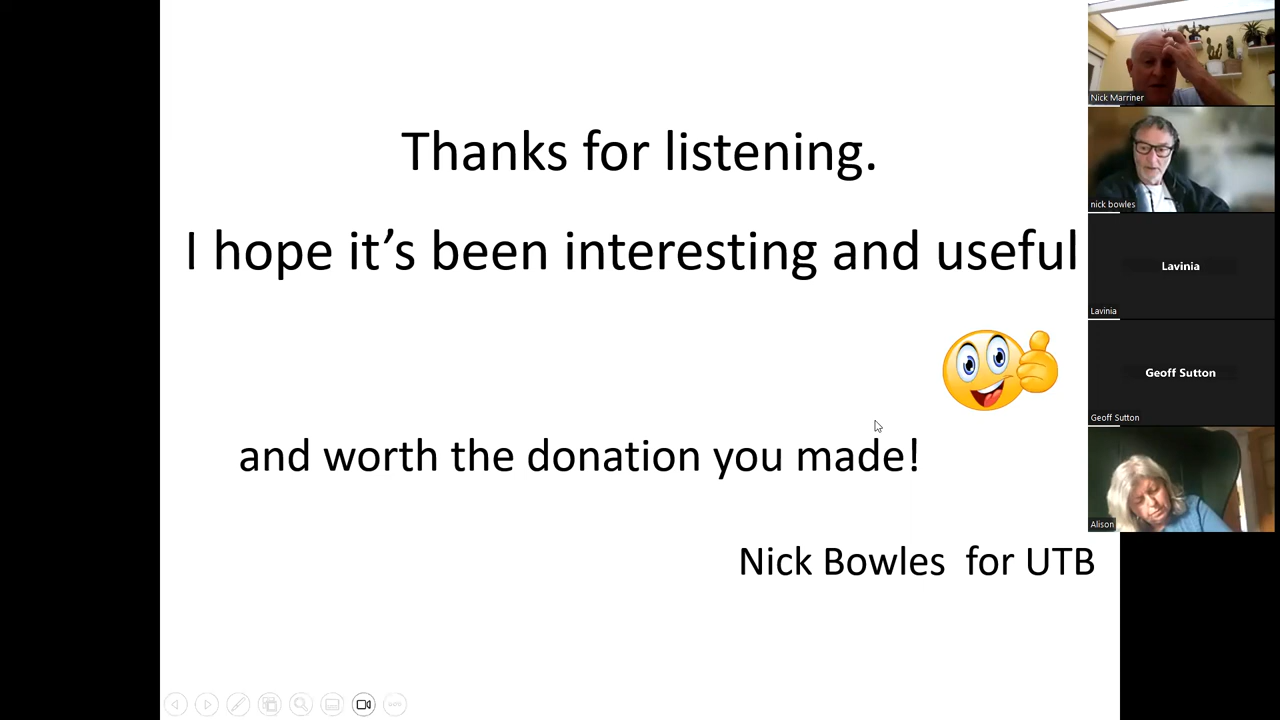 Thanks for listening.
I hope it’s been interesting and useful
and worth the donation you made!
Nick Bowles  for UTB
Nick Marriner
nick bowles
Lavinia
Lavinia
Geoff Sutton
Geoff Sutton
Alison